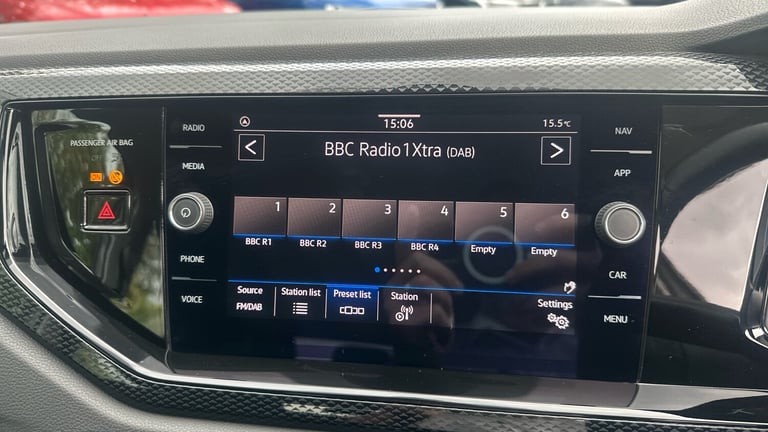 PASSENGER AIR BAG
OFF
ON
RADIO
MEDIA
PHONE
VOICE
15:06
15.5°C
BBC Radio 1Xtra (DAB)
1
2
3
4
5
6
BBC R1
BBC R2
BBC R3
BBC R4
Empty
Empty
Source
FM/DAB
Station list
Preset list
Station
Settings
NAV
APP
CAR
MENU